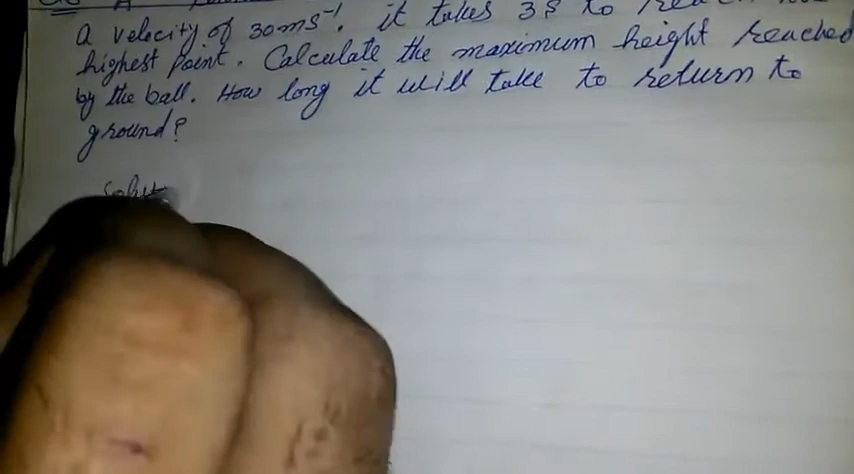 a velocity of 30ms⁻¹. it takes 3s to
highest point. Calculate the maximum height reached
by the ball. How long it will take to return to
ground?
Solut